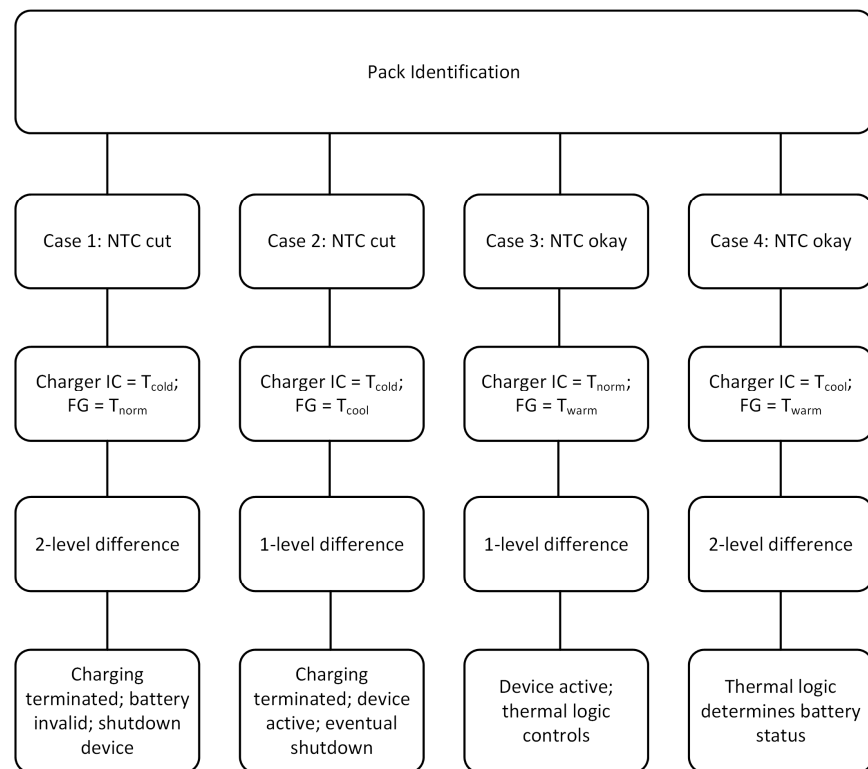 Pack Identification
Case 1: NTC cut
Case 2: NTC cut
Case 3: NTC okay
Case 4: NTC okay
Charger IC = Tcold;
FG = Tnorm
Charger IC = Tcold;
FG = Tcool
Charger IC = Tnorm;
FG = Twarm
Charger IC = Tcool;
FG = Twarm
2-level difference
1-level difference
1-level difference
2-level difference
Charging
terminated; battery
invalid; shutdown
device
Charging
terminated; device
active; eventual
shutdown
Device active;
thermal logic
controls
Thermal logic
determines battery
status